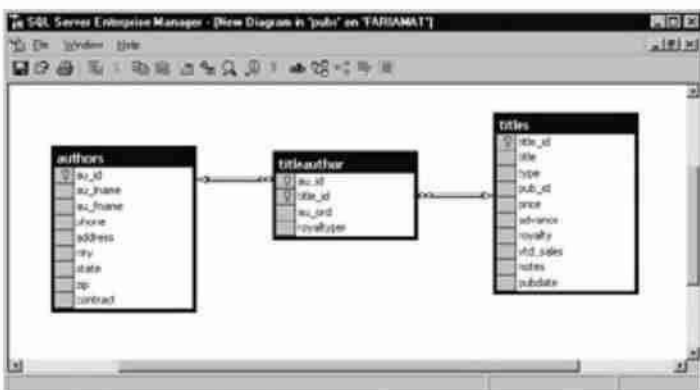 SQL Server Enterprise Manager - [New Diagram in 'pubs' on 'FARIAMAT']
File Window Help
authors
au_id
au_lname
au_fname
phone
address
city
state
zip
contract
titleauthor
au_id
title_id
au_ord
royaltyper
titles
title_id
title
type
pub_id
price
advance
royalty
ytd_sales
notes
pubdate